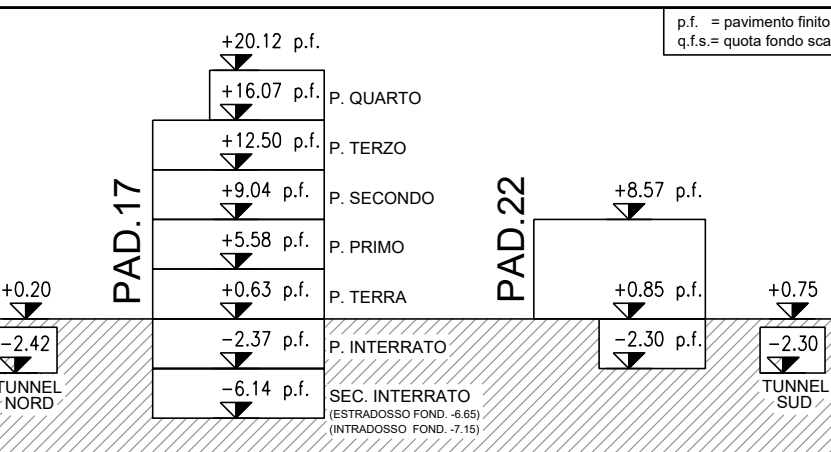 p.f. = pavimento finito
q.f.s.= quota fondo sca
+20.12 p.f.
+16.07 p.f.
P. QUARTO
+12.50 p.f.
P. TERZO
PAD.17
+9.04 p.f.
P. SECONDO
+5.58 p.f.
P. PRIMO
+0.63 p.f.
P. TERRA
-2.37 p.f.
P. INTERRATO
-6.14 p.f.
SEC. INTERRATO
(ESTRADOSSO FOND. -6.65)
(INTRADOSSO FOND. -7.15)
+0.20
-2.42
TUNNEL
NORD
PAD.22
+8.57 p.f.
+0.85 p.f.
-2.30 p.f.
+0.75
-2.30
TUNNEL
SUD